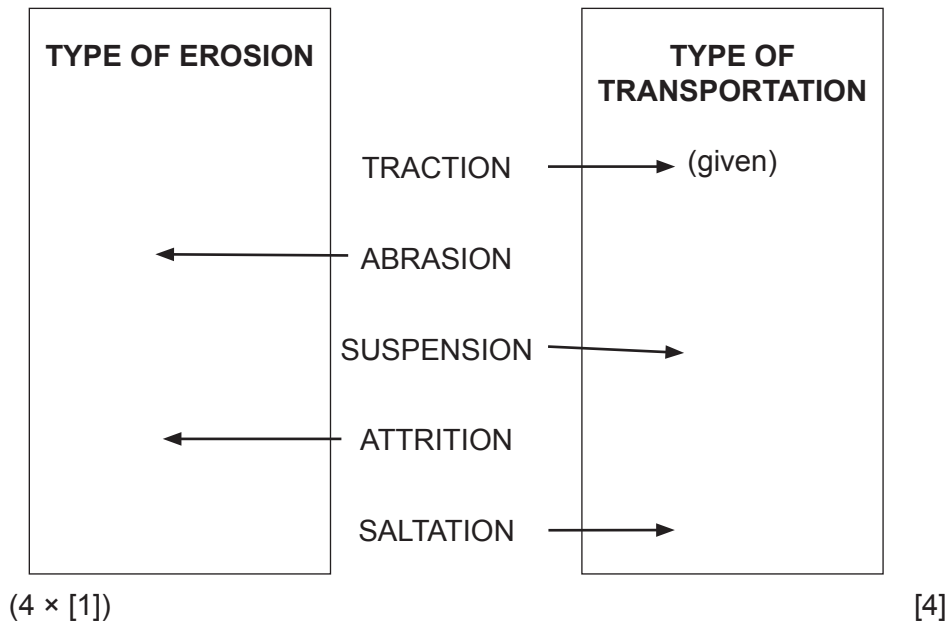 TYPE OF EROSION
TYPE OF
TRANSPORTATION
TRACTION
(given)
ABRASION
SUSPENSION
ATTRITION
SALTATION
(4 × [1])
[4]